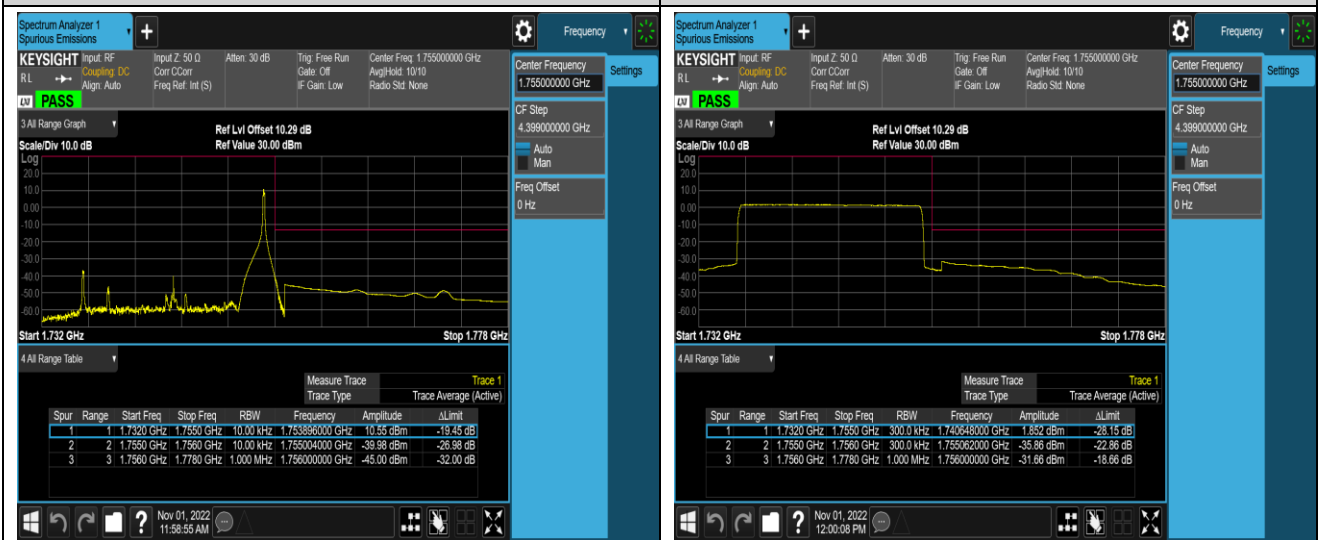 Spectrum Analyzer 1
Spurious Emissions
+
Frequency
KEYSIGHT Input: RF Input Z: 50 Ω Atten: 30 dB Trig: Free Run Center Freq: 1.755000000 GHz
RL Coupling: DC Corr CCorr Gate: Off Avg|Hold: 10/10
Align: Auto Freq Ref: Int (S) IF Gain: Low Radio Std: None
LXI PASS
Center Frequency
1.755000000 GHz
Settings
CF Step
4.399000000 GHz
Auto
Man
Freq Offset
0 Hz
3 All Range Graph
Ref Lvl Offset 10.29 dB
Scale/Div 10.0 dB Ref Value 30.00 dBm
Log
20.0
10.0
0.00
-10.0
-20.0
-30.0
-40.0
-50.0
-60.0
Start 1.732 GHz Stop 1.778 GHz
4 All Range Table
Measure Trace Trace 1
Trace Type Trace Average (Active)
Spur Range Start Freq Stop Freq RBW Frequency Amplitude ΔLimit
1 1 1.7320 GHz 1.7550 GHz 10.00 kHz 1.753896000 GHz 10.55 dBm -19.45 dB
2 2 1.7550 GHz 1.7560 GHz 10.00 kHz 1.755004000 GHz -39.98 dBm -26.98 dB
3 3 1.7560 GHz 1.7780 GHz 1.000 MHz 1.756000000 GHz -45.00 dBm -32.00 dB
?
Nov 01, 2022
11:58:55 AM
Spectrum Analyzer 1
Spurious Emissions
+
Frequency
KEYSIGHT Input: RF Input Z: 50 Ω Atten: 30 dB Trig: Free Run Center Freq: 1.755000000 GHz
RL Coupling: DC Corr CCorr Gate: Off Avg|Hold: 10/10
Align: Auto Freq Ref: Int (S) IF Gain: Low Radio Std: None
LXI PASS
Center Frequency
1.755000000 GHz
Settings
CF Step
4.399000000 GHz
Auto
Man
Freq Offset
0 Hz
3 All Range Graph
Ref Lvl Offset 10.29 dB
Scale/Div 10.0 dB Ref Value 30.00 dBm
Log
20.0
10.0
0.00
-10.0
-20.0
-30.0
-40.0
-50.0
-60.0
Start 1.732 GHz Stop 1.778 GHz
4 All Range Table
Measure Trace Trace 1
Trace Type Trace Average (Active)
Spur Range Start Freq Stop Freq RBW Frequency Amplitude ΔLimit
1 1 1.7320 GHz 1.7550 GHz 300.0 kHz 1.740648000 GHz 1.852 dBm -28.15 dB
2 2 1.7550 GHz 1.7560 GHz 300.0 kHz 1.755062000 GHz -35.86 dBm -22.86 dB
3 3 1.7560 GHz 1.7780 GHz 1.000 MHz 1.756000000 GHz -31.66 dBm -18.66 dB
?
Nov 01, 2022
12:00:08 PM